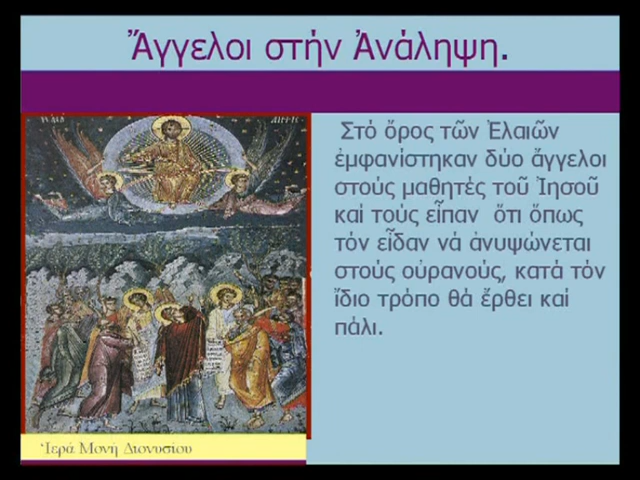 Ἄγγελοι στήν Ἀνάληψη.
Στό ὄρος τῶν Ἐλαιῶν
ἐμφανίστηκαν δύο ἄγγελοι
στούς μαθητές τοῦ Ἰησοῦ
καί τούς εἶπαν ὅτι ὅπως
τόν εἶδαν νά ἀνυψώνεται
στούς οὐρανούς, κατά τόν
ἴδιο τρόπο θά ἔρθει καί
πάλι.
Ἱερά Μονή Διονυσίου